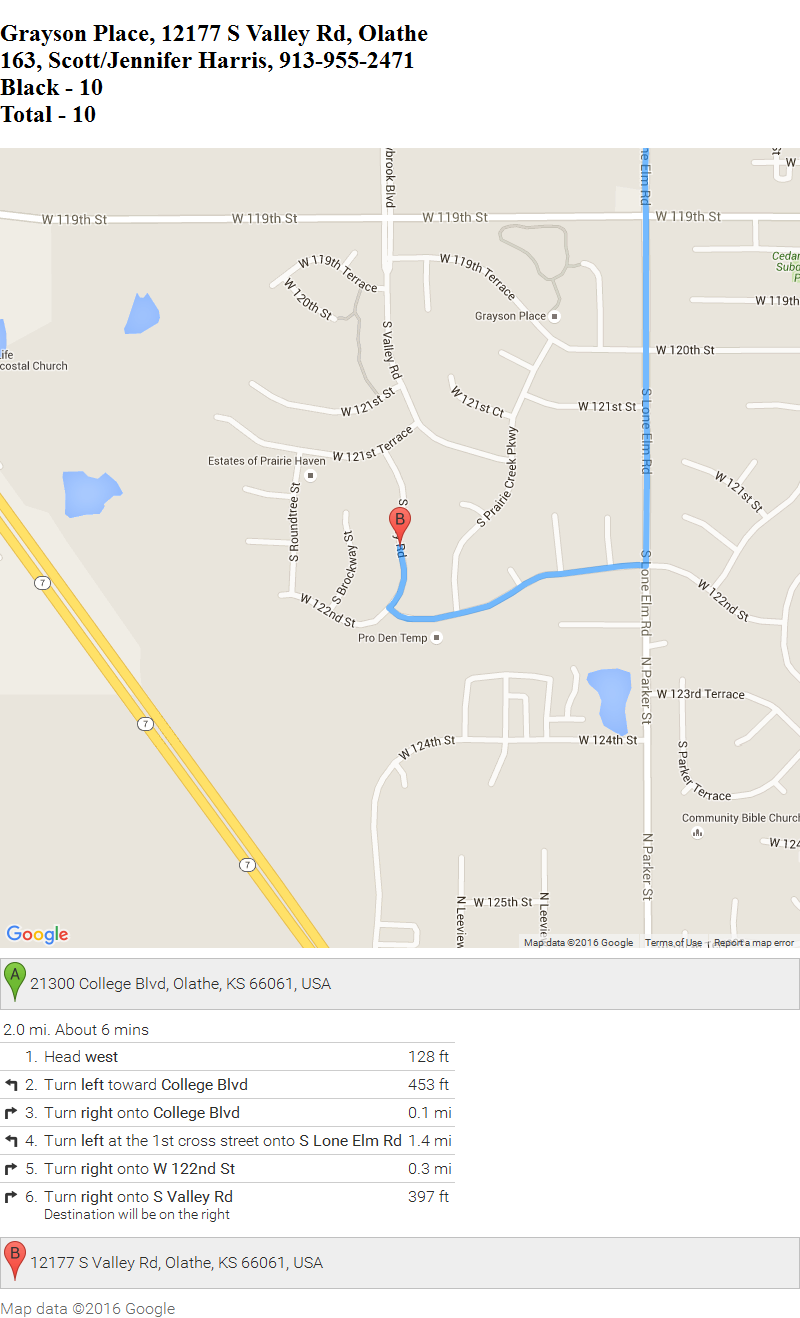 Grayson Place, 12177 S Valley Rd, Olathe
163, Scott/Jennifer Harris, 913-955-2471
Black - 10
Total - 10
W 119th St
W 119th St
W 119th St
W 119th St
W 119th Terrace
W 119th Terrace
W 120th St
S Valley Rd
Grayson Place
W 120th St
W 121st St
W 121st Ct
W 121st St
W 121st Terrace
Estates of Prairie Haven
S Roundtree St
S Brockway St
S Prairie Creek Pkwy
S Lone Elm Rd
W 121st St
B
7
S Lone Elm Rd
W 122nd St
W 122nd St
Pro Den Temp
N Parker St
W 123rd Terrace
7
W 124th St
W 124th St
S Parker Terrace
Community Bible Church
N Parker St
7
W 125th St
Google
Map data ©2016 Google
Terms of Use
Report a map error
A
21300 College Blvd, Olathe, KS 66061, USA
2.0 mi. About 6 mins
1. Head west 128 ft
2. Turn left toward College Blvd 453 ft
3. Turn right onto College Blvd 0.1 mi
4. Turn left at the 1st cross street onto S Lone Elm Rd 1.4 mi
5. Turn right onto W 122nd St 0.3 mi
6. Turn right onto S Valley Rd 397 ft
Destination will be on the right
B
12177 S Valley Rd, Olathe, KS 66061, USA
Map data ©2016 Google